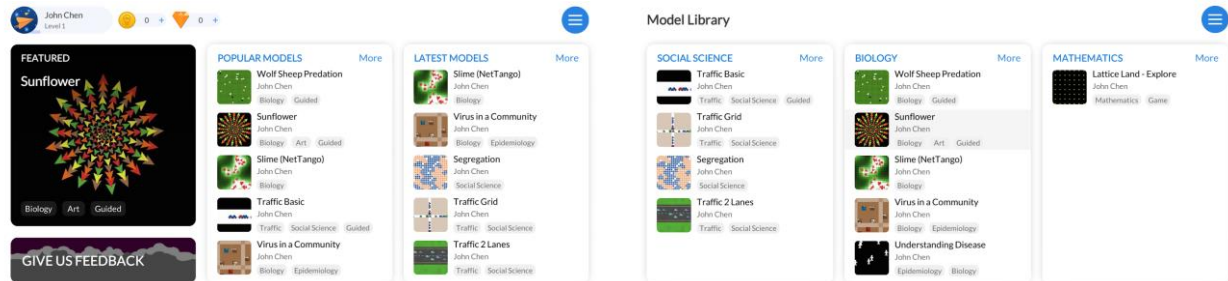 John Chen
Level 1
0 +
0 +
FEATURED
Sunflower
Biology Art Guided
GIVE US FEEDBACK
POPULAR MODELS More
Wolf Sheep Predation
John Chen
Biology Guided
Sunflower
John Chen
Biology Art Guided
Slime (NetTango)
John Chen
Biology
Traffic Basic
John Chen
Traffic Social Science Guided
Virus in a Community
John Chen
Biology Epidemiology
LATEST MODELS More
Slime (NetTango)
John Chen
Biology
Virus in a Community
John Chen
Biology Epidemiology
Segregation
John Chen
Social Science
Traffic Grid
John Chen
Traffic Social Science
Traffic 2 Lanes
John Chen
Traffic Social Science
Model Library
SOCIAL SCIENCE More
Traffic Basic
John Chen
Traffic Social Science Guided
Traffic Grid
John Chen
Traffic Social Science
Segregation
John Chen
Social Science
Traffic 2 Lanes
John Chen
Traffic Social Science
BIOLOGY More
Wolf Sheep Predation
John Chen
Biology Guided
Sunflower
John Chen
Biology Art Guided
Slime (NetTango)
John Chen
Biology
Virus in a Community
John Chen
Biology Epidemiology
Understanding Disease
John Chen
Epidemiology Biology
MATHEMATICS More
Lattice Land - Explore
John Chen
Mathematics Game